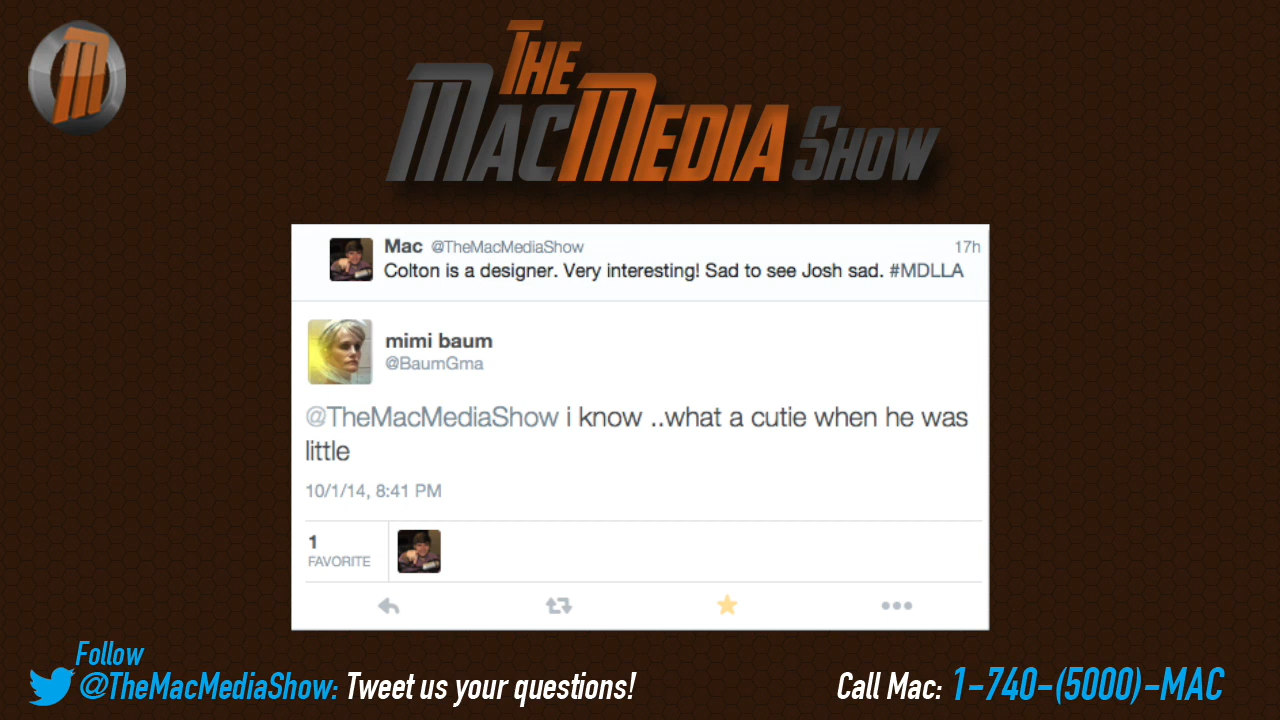 M
The
MacMedia Show
Mac @TheMacMediaShow 17h
Colton is a designer. Very interesting! Sad to see Josh sad. #MDLLA
mimi baum
@BaumGma
@TheMacMediaShow i know ..what a cutie when he was
little
10/1/14, 8:41 PM
1
FAVORITE
Follow
@TheMacMediaShow: Tweet us your questions!
Call Mac: 1-740-(5000)-MAC